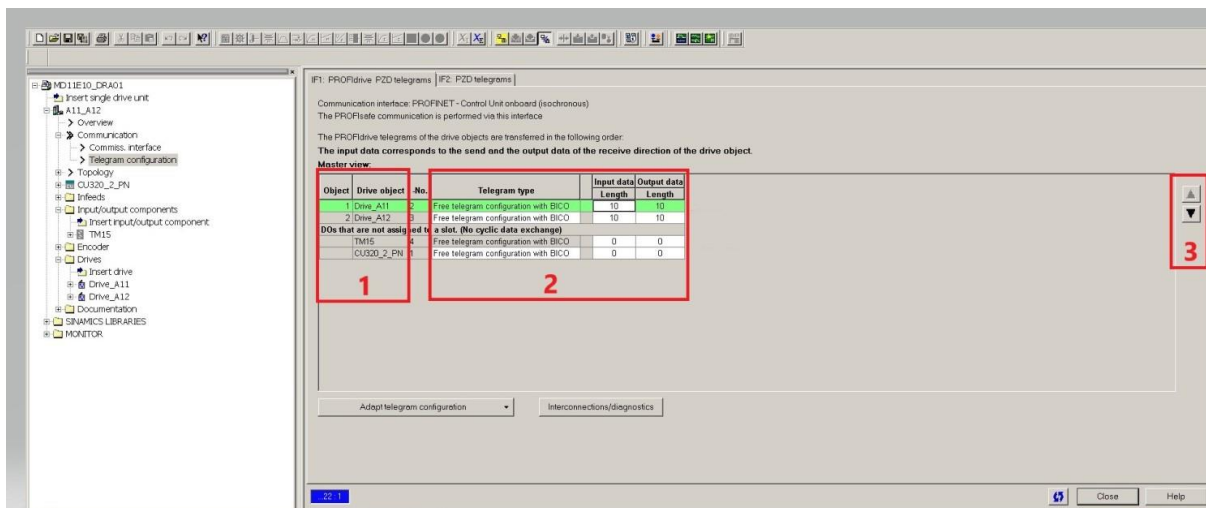 MD11E10_DRA01
Insert single drive unit
A11_A12
Overview
Communication
Commiss. interface
Telegram configuration
Topology
CU320_2_PN
Infeeds
Input/output components
Insert input/output component
TM15
Encoder
Drives
Insert drive
Drive_A11
Drive_A12
Documentation
SINAMICS LIBRARIES
MONITOR
IF1: PROFIdrive PZD telegrams IF2: PZD telegrams
Communication interface: PROFINET - Control Unit onboard (isochronous)
The PROFIsafe communication is performed via this interface
The PROFIdrive telegrams of the drive objects are transferred in the following order:
The input data corresponds to the send and the output data of the receive direction of the drive object.
Master view:
Object Drive object -No. Telegram type Input data Output data
Length Length
1 Drive_A11 2 Free telegram configuration with BICO 10 10
2 Drive_A12 3 Free telegram configuration with BICO 10 10
DOs that are not assigned to a slot. (No cyclic data exchange)
TM15 4 Free telegram configuration with BICO 0 0
CU320_2_PN 1 Free telegram configuration with BICO 0 0
1 2 3
Adapt telegram configuration Interconnections/diagnostics
22 : 1 Close Help